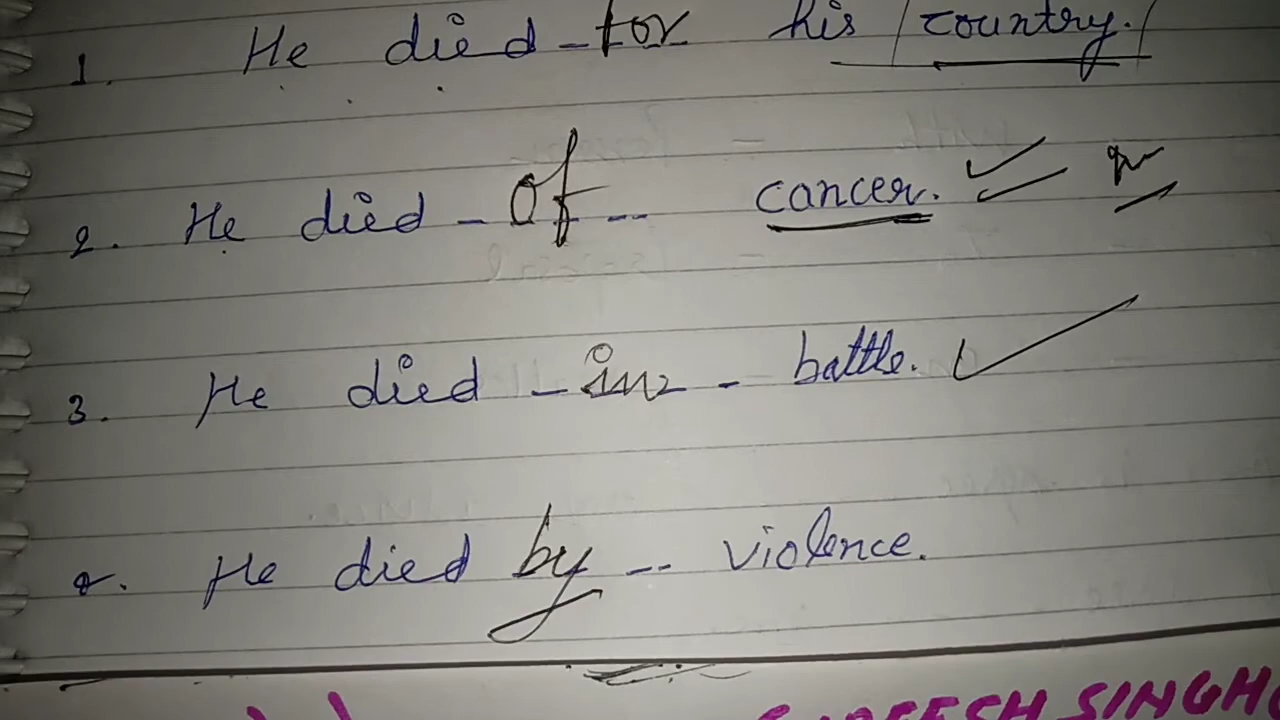 1. He died for his country.
2. He died of cancer.
3. He died in battle.
4. He died by violence.